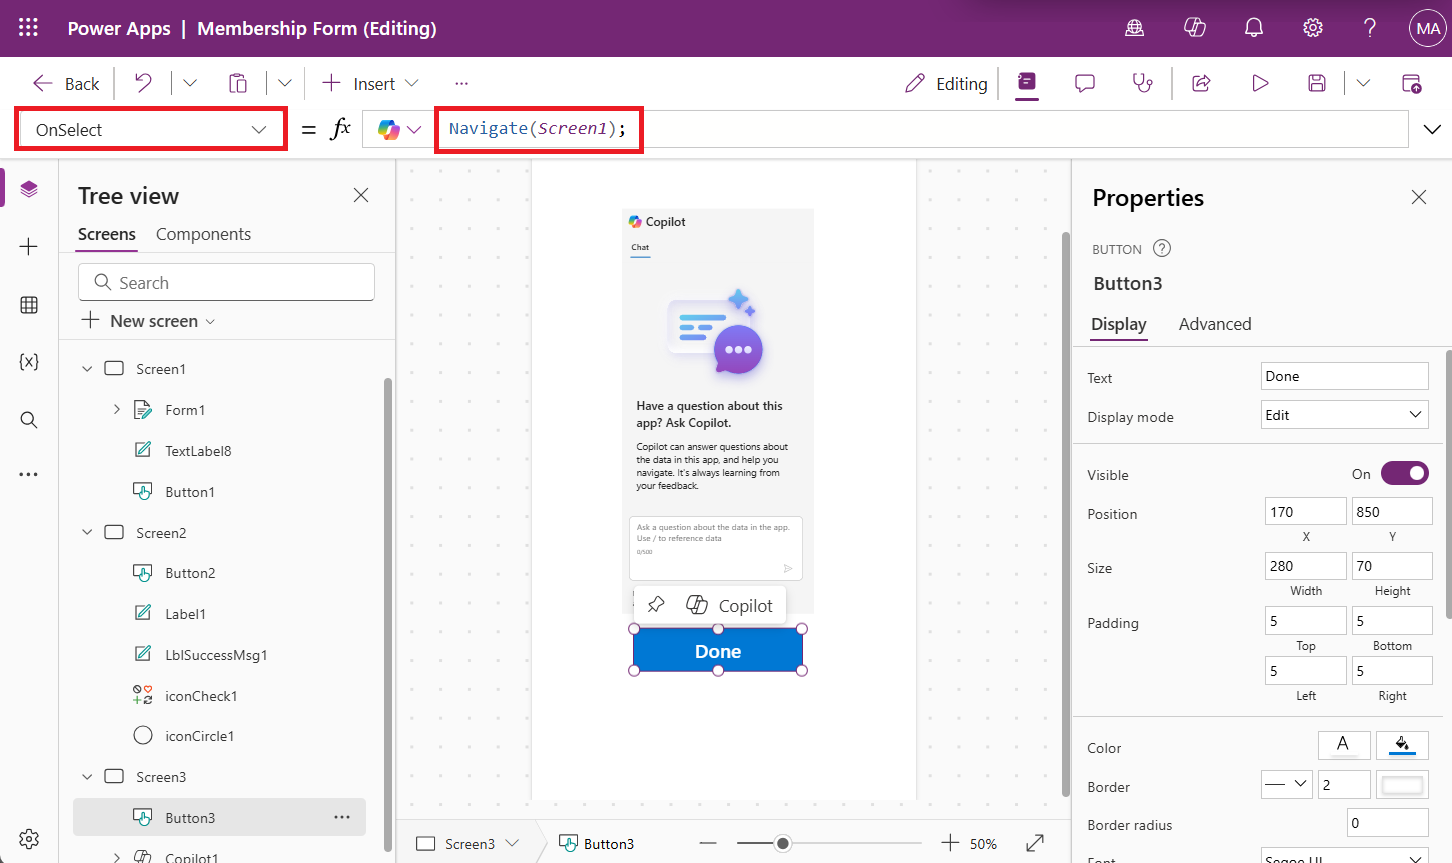 Power Apps | Membership Form (Editing)
MA
Back
Insert
Editing
OnSelect
= fx
Navigate(Screen1);
Tree view
Screens Components
Search
New screen
Screen1
Form1
TextLabel8
Button1
Screen2
Button2
Label1
LblSuccessMsg1
iconCheck1
iconCircle1
Screen3
Button3
Copilot1
Copilot
Chat
Have a question about this
app? Ask Copilot.
Copilot can answer questions about
the data in this app, and help you
navigate. It's always learning from
your feedback.
Ask a question about the data in the app.
Use / to reference data
0/500
Copilot
Done
Screen3
Button3
50%
Properties
BUTTON
Button3
Display Advanced
Text Done
Display mode Edit
Visible On
Position 170 850
X Y
Size 280 70
Width Height
Padding 5 5
Top Bottom
5 5
Left Right
Color A
Border 2
Border radius 0
Font Segoe UI